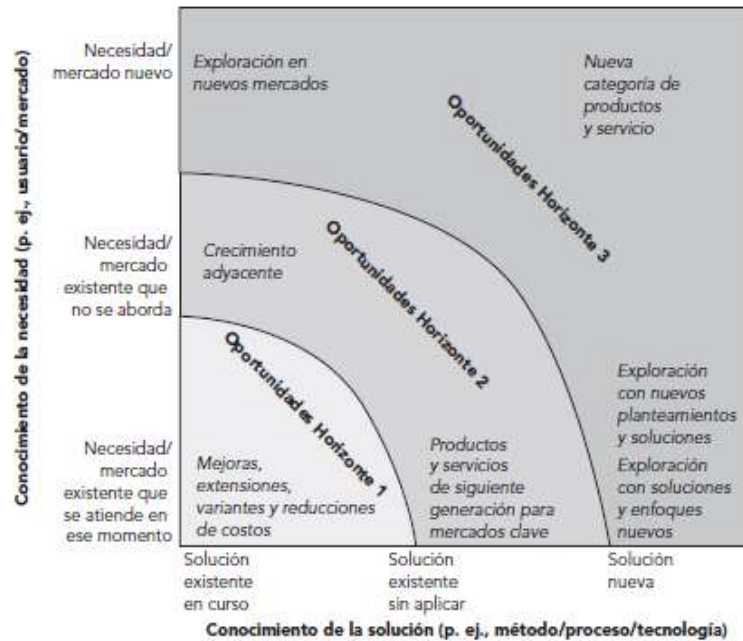 Conocimiento de la necesidad (p. ej., usuario/mercado)
Necesidad/
mercado nuevo
Necesidad/
mercado
existente que
no se aborda
Necesidad/
mercado
existente que
se atiende en
ese momento
Exploración en
nuevos mercados
Nueva
categoría de
productos
y servicio
Oportunidades Horizonte 3
Crecimiento
adyacente
Oportunidades Horizonte 2
Oportunidades Horizonte 1
Mejoras,
extensiones,
variantes y reducciones
de costos
Productos
y servicios
de siguiente
generación para
mercados clave
Exploración
con nuevos
planteamientos
y soluciones
Exploración
con soluciones
y enfoques
nuevos
Solución
existente
en curso
Solución
existente
sin aplicar
Solución
nueva
Conocimiento de la solución (p. ej., método/proceso/tecnología)